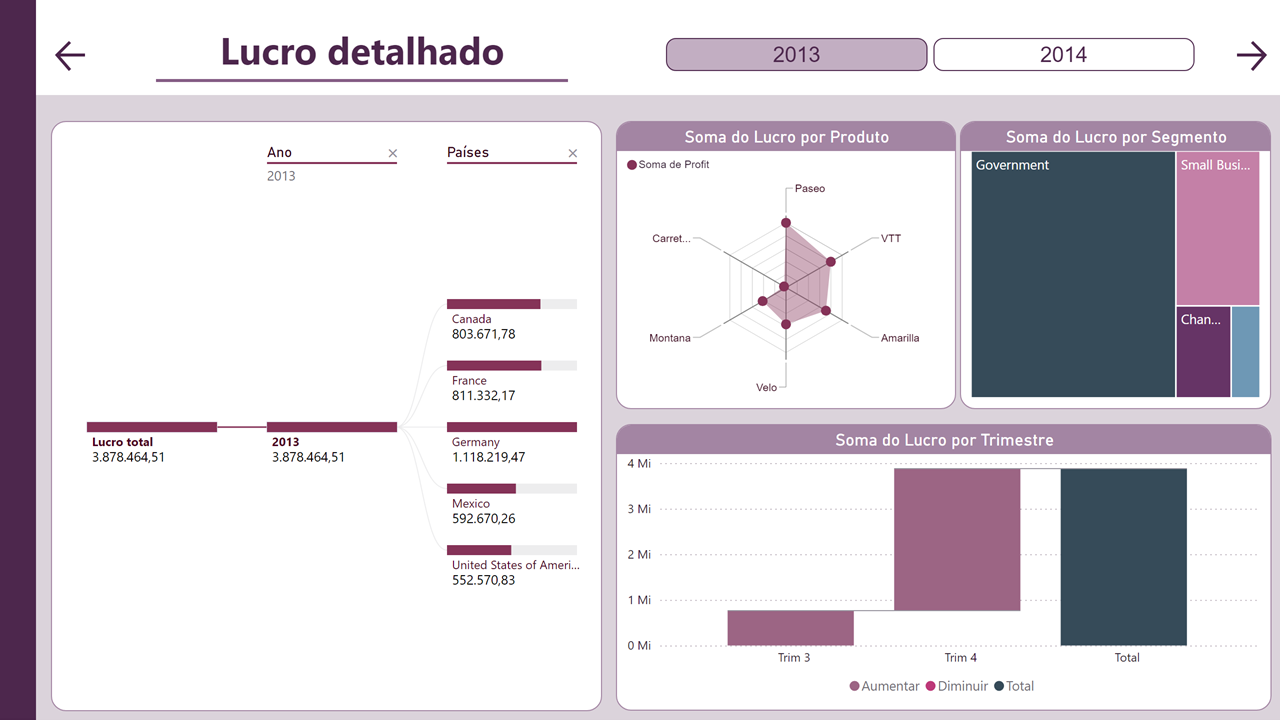 Lucro detalhado
2013
2014
Ano
2013
Países
Lucro total
3.878.464,51
2013
3.878.464,51
Canada
803.671,78
France
811.332,17
Germany
1.118.219,47
Mexico
592.670,26
United States of Ameri...
552.570,83
Soma do Lucro por Produto
Soma de Profit
Paseo
VTT
Amarilla
Velo
Montana
Carret...
Soma do Lucro por Segmento
Government
Small Busi...
Chan...
Soma do Lucro por Trimestre
4 Mi
3 Mi
2 Mi
1 Mi
0 Mi
Trim 3
Trim 4
Total
Aumentar
Diminuir
Total